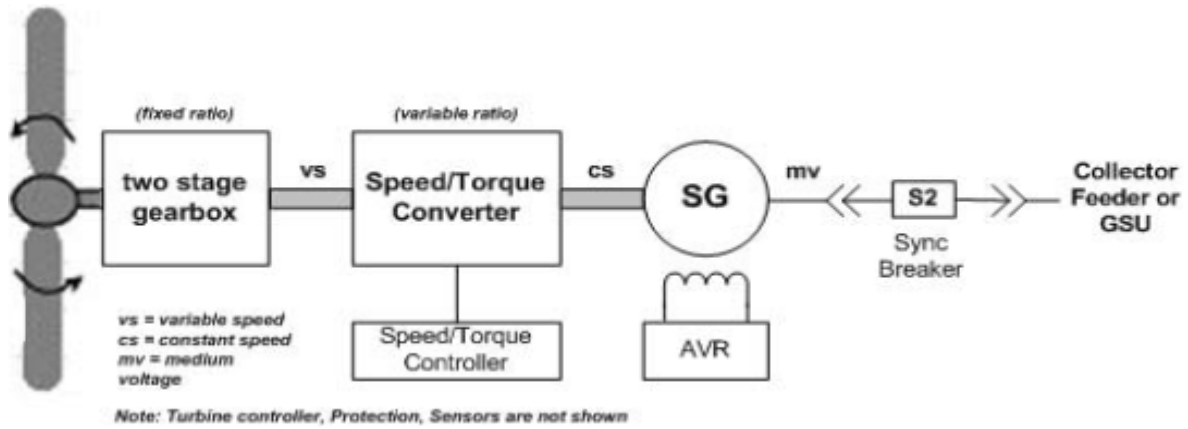 (fixed ratio)
two stage
gearbox
vs
(variable ratio)
Speed/Torque
Converter
cs
SG
mv
S2
Sync
Breaker
Collector
Feeder or
GSU
Speed/Torque
Controller
AVR
vs = variable speed
cs = constant speed
mv = medium
voltage
Note: Turbine controller, Protection, Sensors are not shown